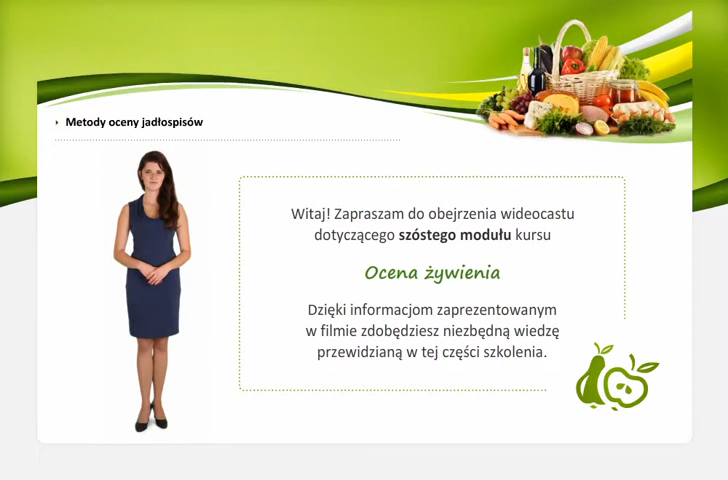 Metody oceny jadłospisów
Witaj! Zapraszam do obejrzenia wideocastu
dotyczącego szóstego modułu kursu
Ocena żywienia
Dzięki informacjom zaprezentowanym
w filmie zdobędziesz niezbędną wiedzę
przewidzianą w tej części szkolenia.